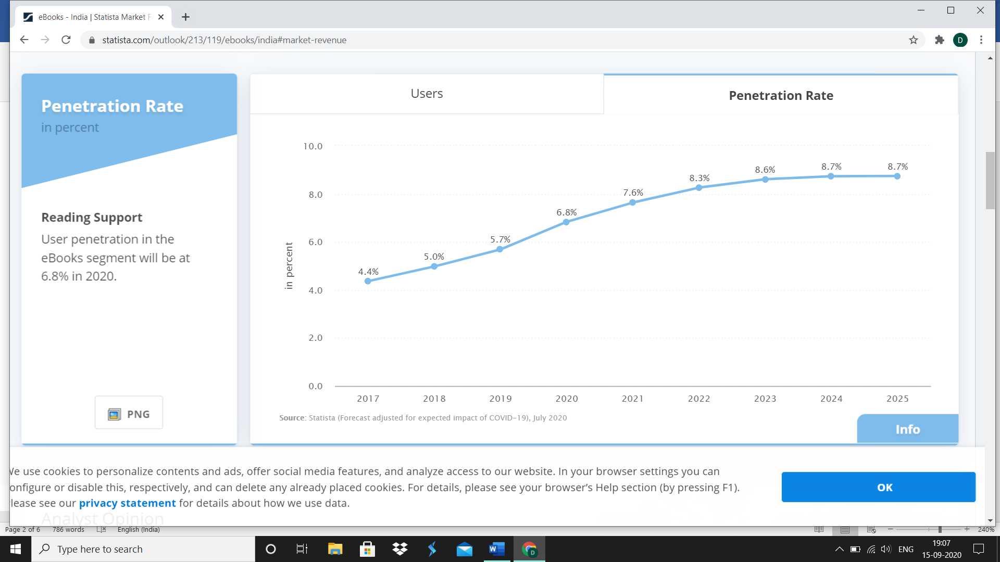 eBooks - India | Statista Market F
statista.com/outlook/213/119/ebooks/india#market-revenue
D
Penetration Rate
in percent
Reading Support
User penetration in the
eBooks segment will be at
6.8% in 2020.
PNG
Users
Penetration Rate
10.0
8.0
6.0
4.0
2.0
0.0
in percent
4.4%
5.0%
5.7%
6.8%
7.6%
8.3%
8.6%
8.7%
8.7%
2017 2018 2019 2020 2021 2022 2023 2024 2025
Source: Statista (Forecast adjusted for expected impact of COVID-19), July 2020
Info
We use cookies to personalize contents and ads, offer social media features, and analyze access to our website. In your browser settings you can
onfigure or disable this, respectively, and can delete any already placed cookies. For details, please see your browser's Help section (by pressing F1).
lease see our privacy statement for details about how we use data.
OK
Analyst Opinion
Page 2 of 6 786 words English (India) 240%
Type here to search
W
D
ENG
19:07
15-09-2020